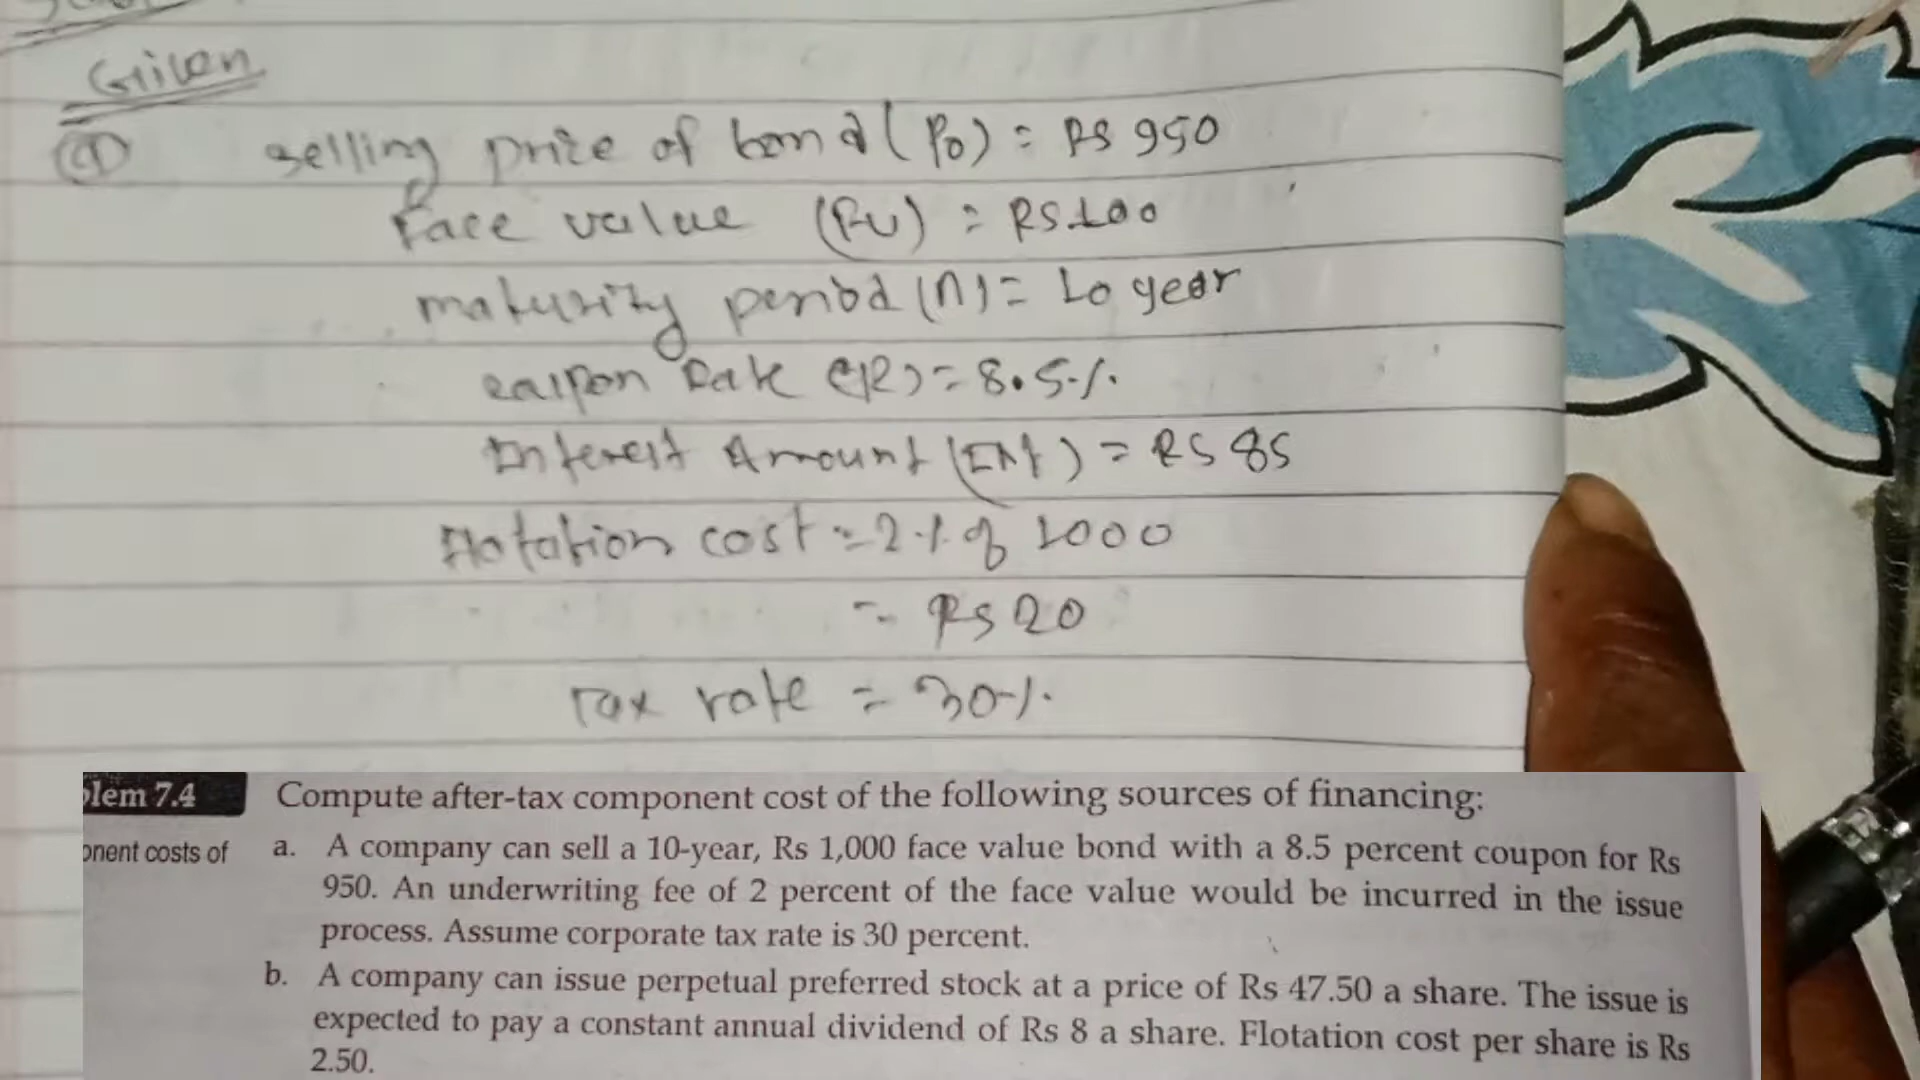 Given
a) selling price of bond (P0) = RS 950
Face value (FV) = RS.100
maturity period (n) = 10 year
coupon Rate (R) = 8.5%
Interest Amount (INt) = RS 85
Flotation cost = 2% of 1000
= RS 20
Tax rate = 30%
blem 7.4
Compute after-tax component cost of the following sources of financing:
onent costs of
a. A company can sell a 10-year, Rs 1,000 face value bond with a 8.5 percent coupon for Rs
950. An underwriting fee of 2 percent of the face value would be incurred in the issue
process. Assume corporate tax rate is 30 percent.
b. A company can issue perpetual preferred stock at a price of Rs 47.50 a share. The issue is
expected to pay a constant annual dividend of Rs 8 a share. Flotation cost per share is Rs
2.50.